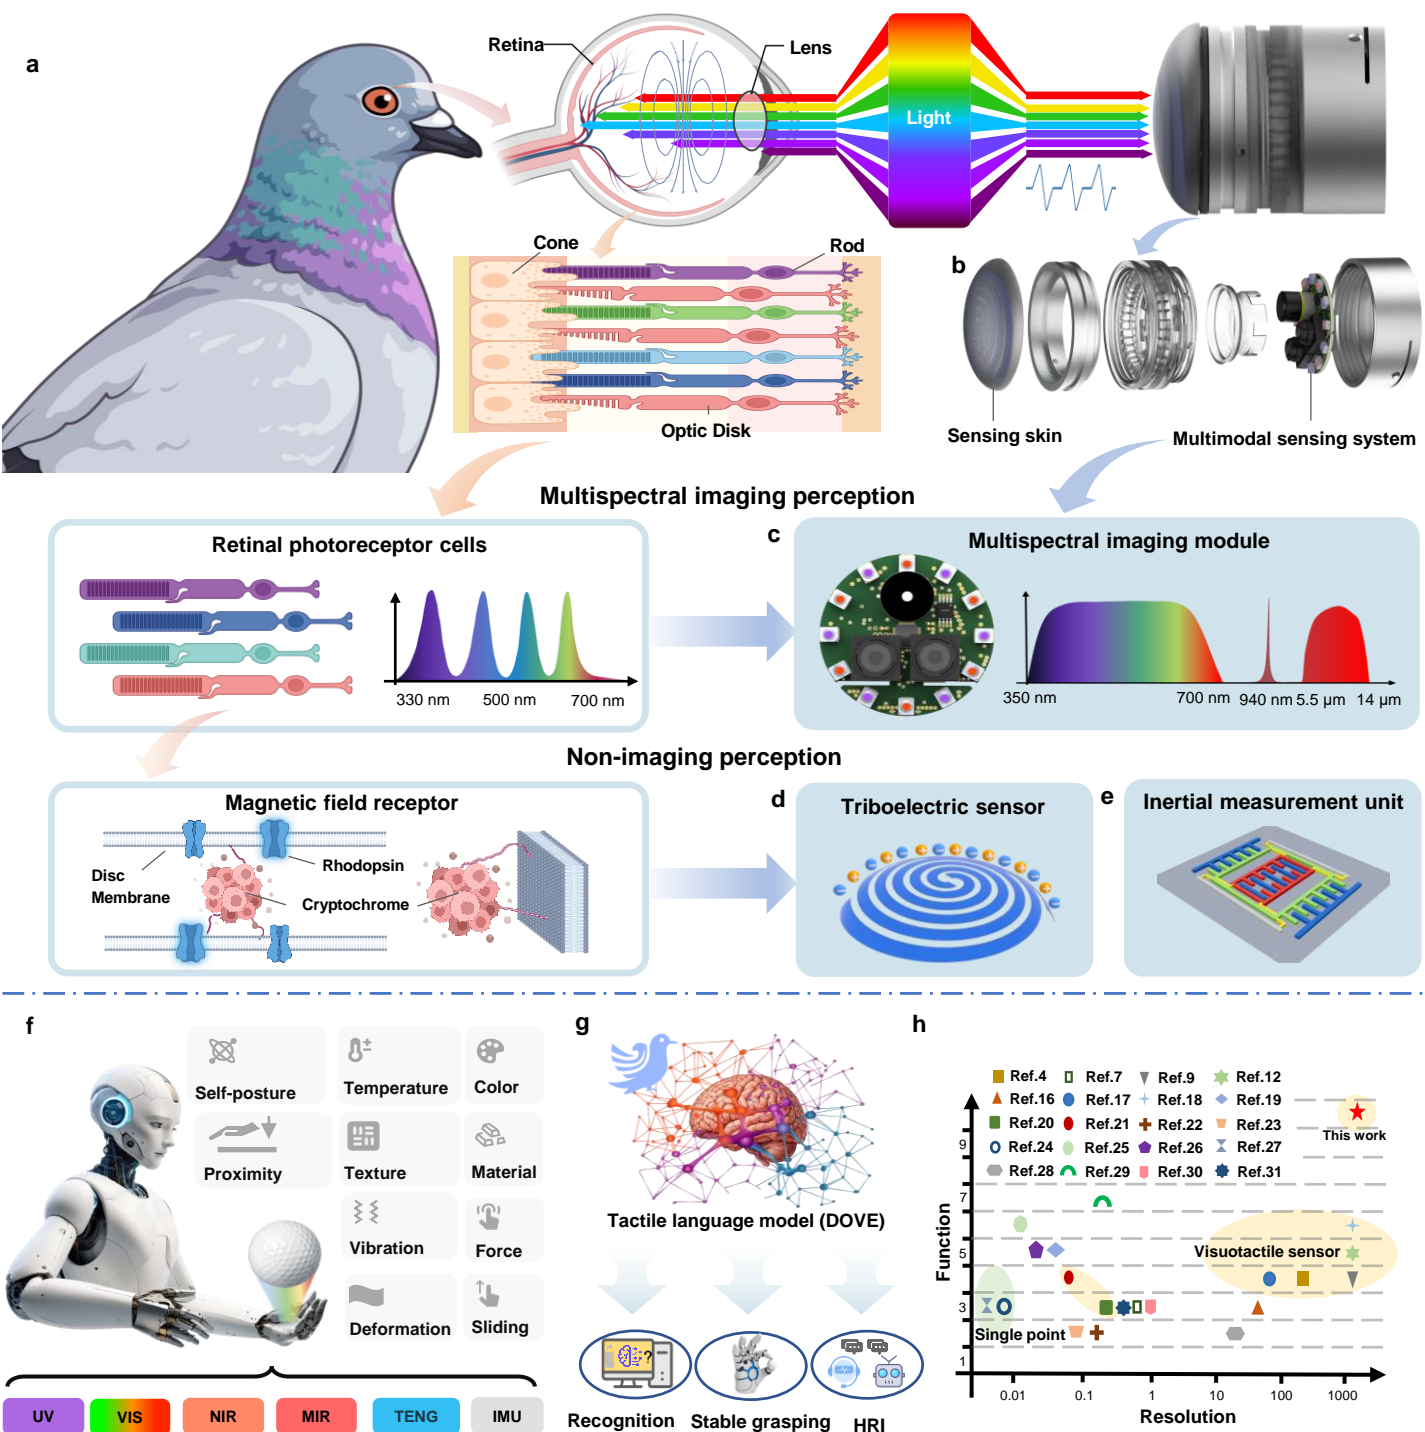 a
Retina
Lens
Light
Cone
Rod
Optic Disk
b
Sensing skin
Multimodal sensing system
Multispectral imaging perception
Retinal photoreceptor cells
330 nm
500 nm
700 nm
c
Multispectral imaging module
350 nm
700 nm
940 nm
5.5 μm
14 μm
Non-imaging perception
Magnetic field receptor
Disc
Membrane
Rhodopsin
Cryptochrome
d
Triboelectric sensor
e
Inertial measurement unit
f
Self-posture
Temperature
Color
Proximity
Texture
Material
Vibration
Force
Deformation
Sliding
UV
VIS
NIR
MIR
TENG
IMU
g
Tactile language model (DOVE)
?
Recognition
Stable grasping
HRI
h
Ref.4
Ref.7
Ref.9
Ref.12
Ref.16
Ref.17
Ref.18
Ref.19
Ref.20
Ref.21
Ref.22
Ref.23
Ref.24
Ref.25
Ref.26
Ref.27
Ref.28
Ref.29
Ref.30
Ref.31
This work
Visuotactile sensor
Single point
Function
9
7
5
3
1
0.01
0.1
1
10
100
1000
Resolution